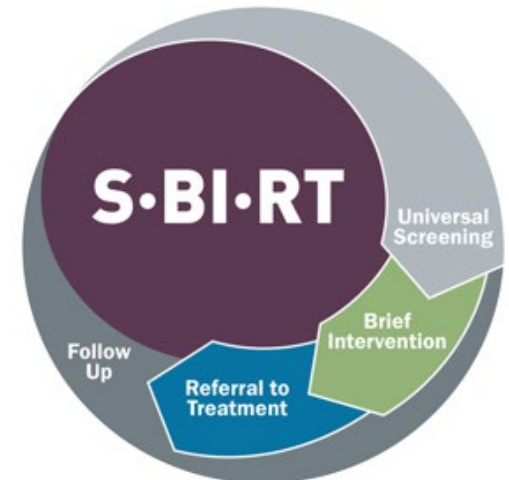 S•BI•RT
Universal
Screening
Brief
Intervention
Referral to
Treatment
Follow
Up